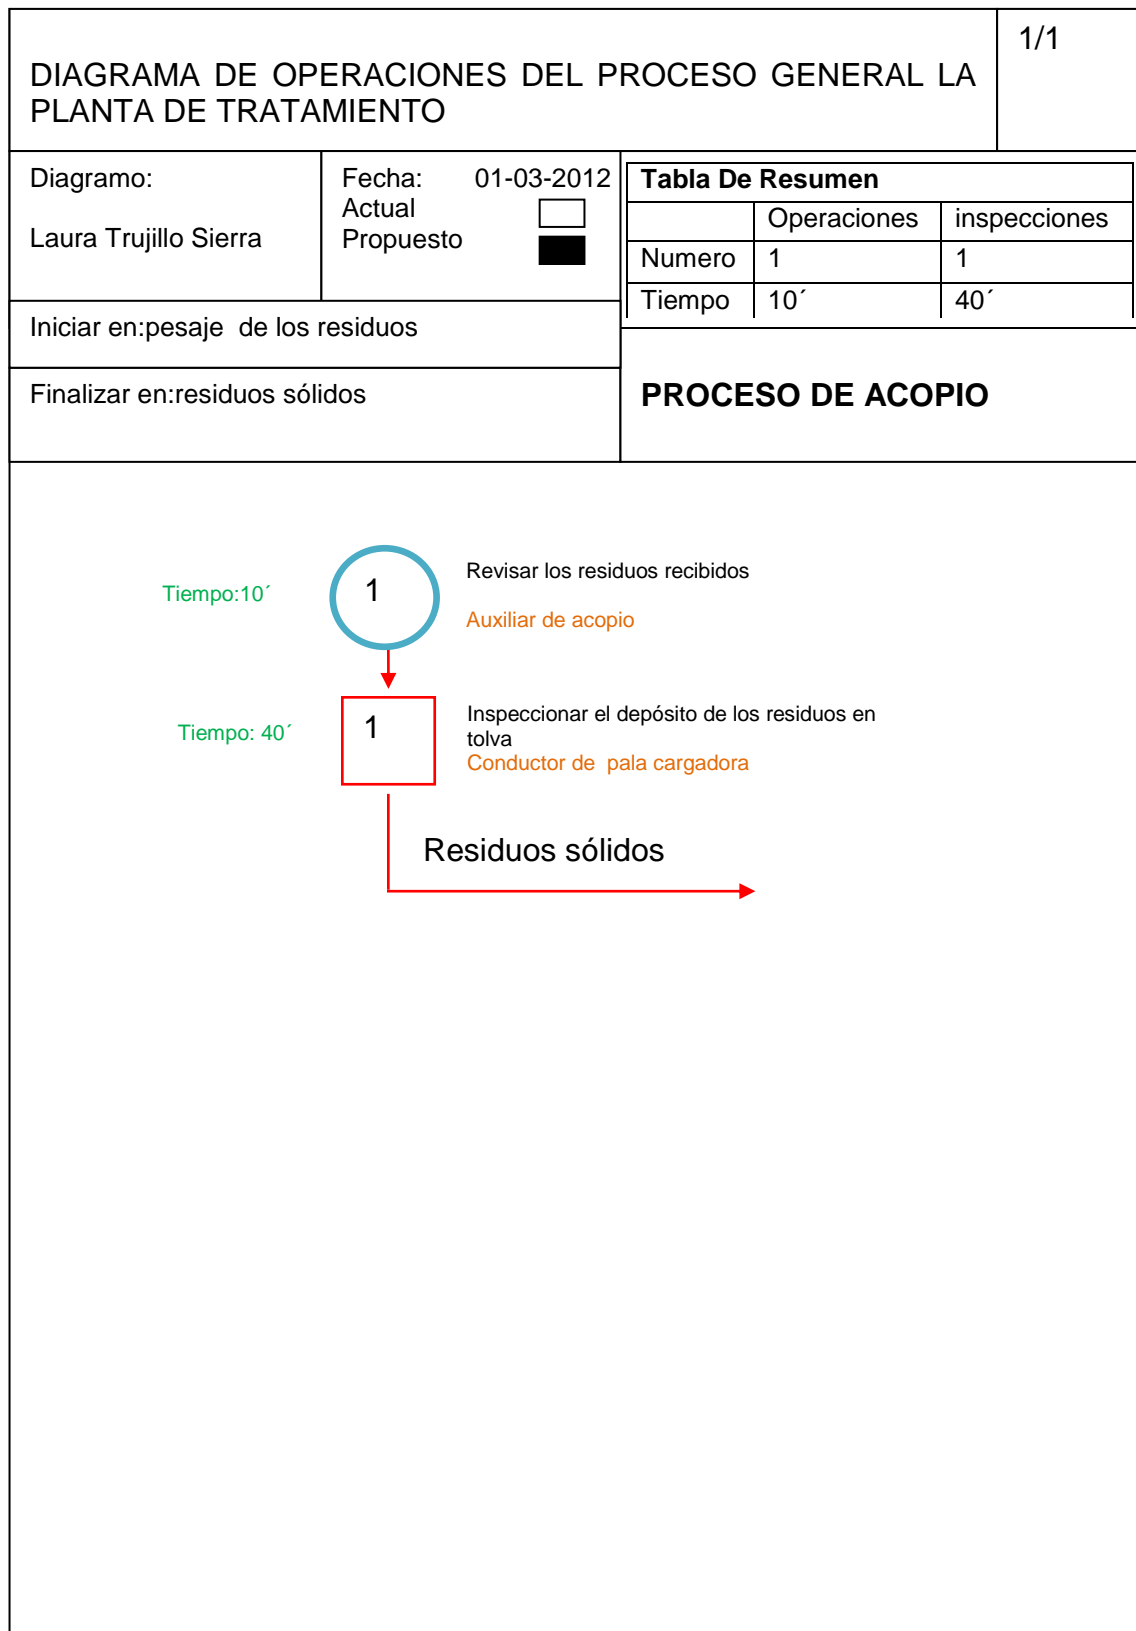 DIAGRAMA DE OPERACIONES DEL PROCESO GENERAL LA
PLANTA DE TRATAMIENTO
1/1
Diagramo:
Laura Trujillo Sierra
Fecha: 01-03-2012
Actual
Propuesto
Tabla De Resumen
Operaciones inspecciones
Numero 1 1
Tiempo 10´ 40´
Iniciar en:pesaje de los residuos
Finalizar en:residuos sólidos
PROCESO DE ACOPIO
Tiempo:10´
1
Revisar los residuos recibidos
Auxiliar de acopio
Tiempo: 40´
1
Inspeccionar el depósito de los residuos en
tolva
Conductor de pala cargadora
Residuos sólidos